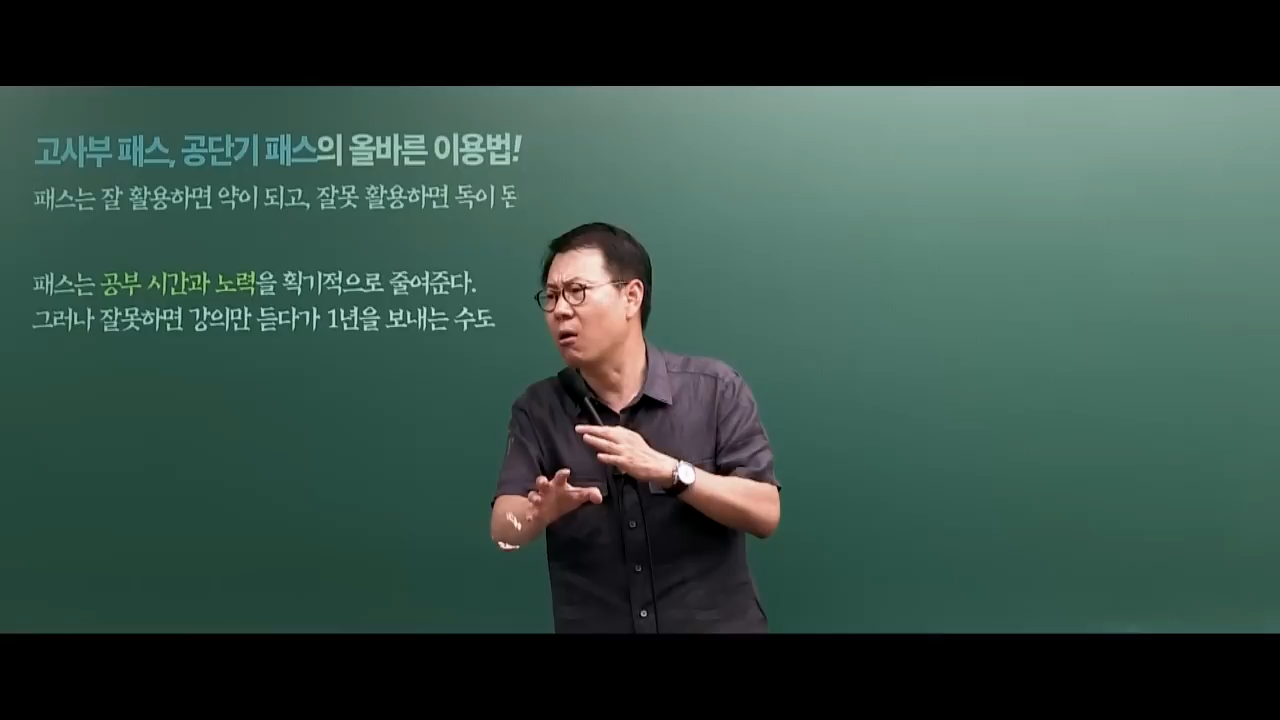 고사부 패스, 공단기 패스의 올바른 이용법!
패스는 잘 활용하면 약이 되고, 잘못 활용하면 독이
패스는 공부 시간과 노력을 획기적으로 줄여준다.
그러나 잘못하면 강의만 듣다가 1년을 보내는 수도